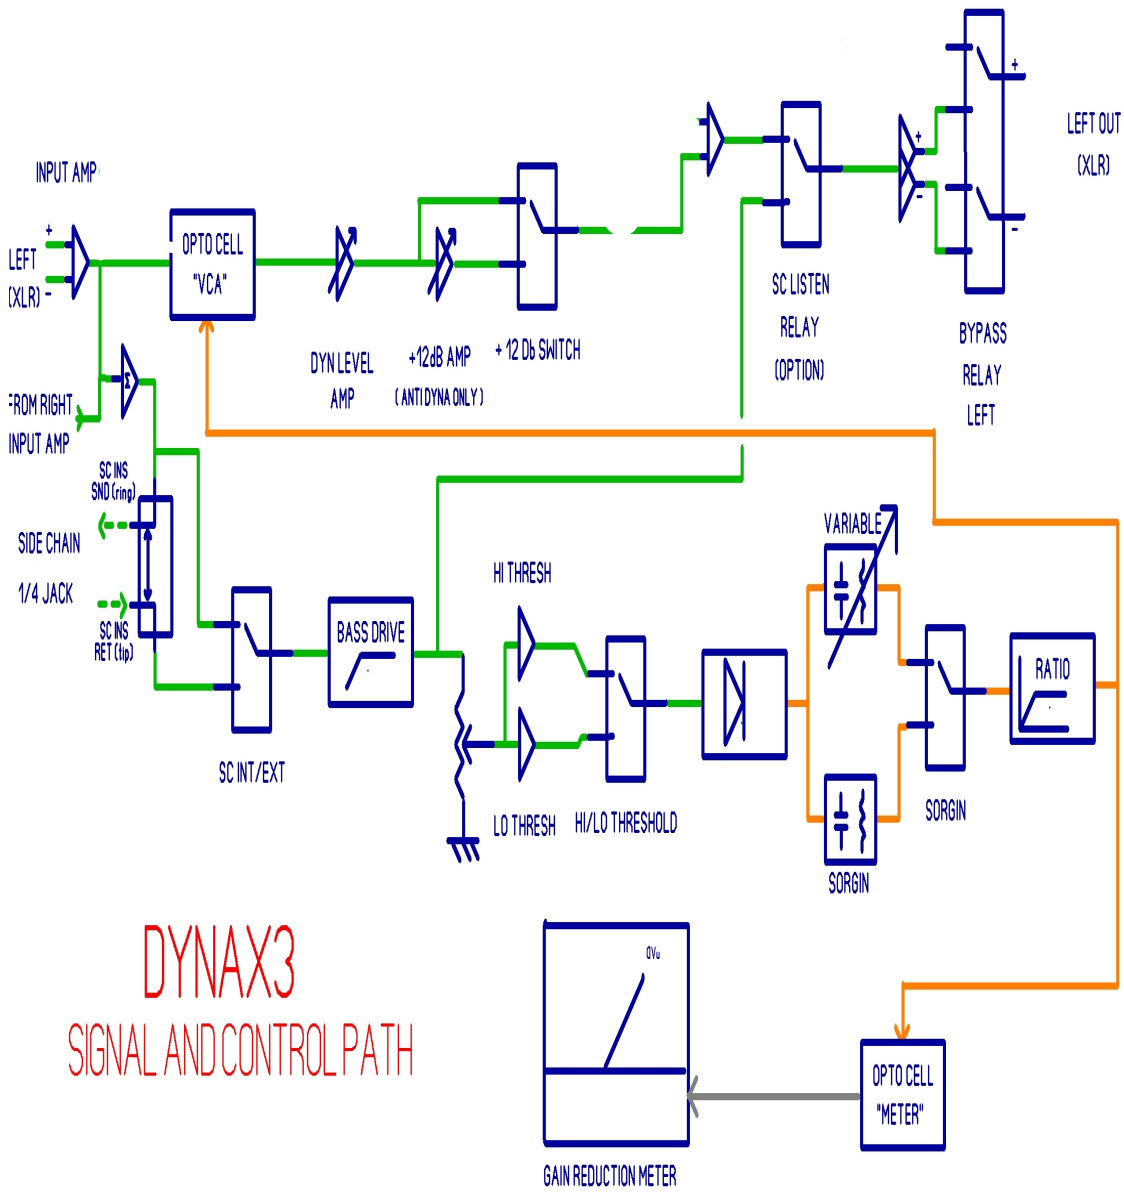 INPUT AMP
+
LEFT
(XLR)
-
OPTO CELL
"VCA"
DYN LEVEL
AMP
+12dB AMP
(ANTI DYNA ONLY)
+ 12 Db SWITCH
SC LISTEN
RELAY
(OPTION)
+
-
+
-
LEFT OUT
(XLR)
BYPASS
RELAY
LEFT
Σ
FROM RIGHT
INPUT AMP
SC INS
SND (ring)
SIDE CHAIN
1/4 JACK
SC INS
RET (tip)
SC INT/EXT
BASS DRIVE
HI THRESH
LO THRESH
HI/LO THRESHOLD
VARIABLE
SORGIN
SORGIN
RATIO
DYNAX3
SIGNAL AND CONTROL PATH
0Vu
GAIN REDUCTION METER
OPTO CELL
"METER"